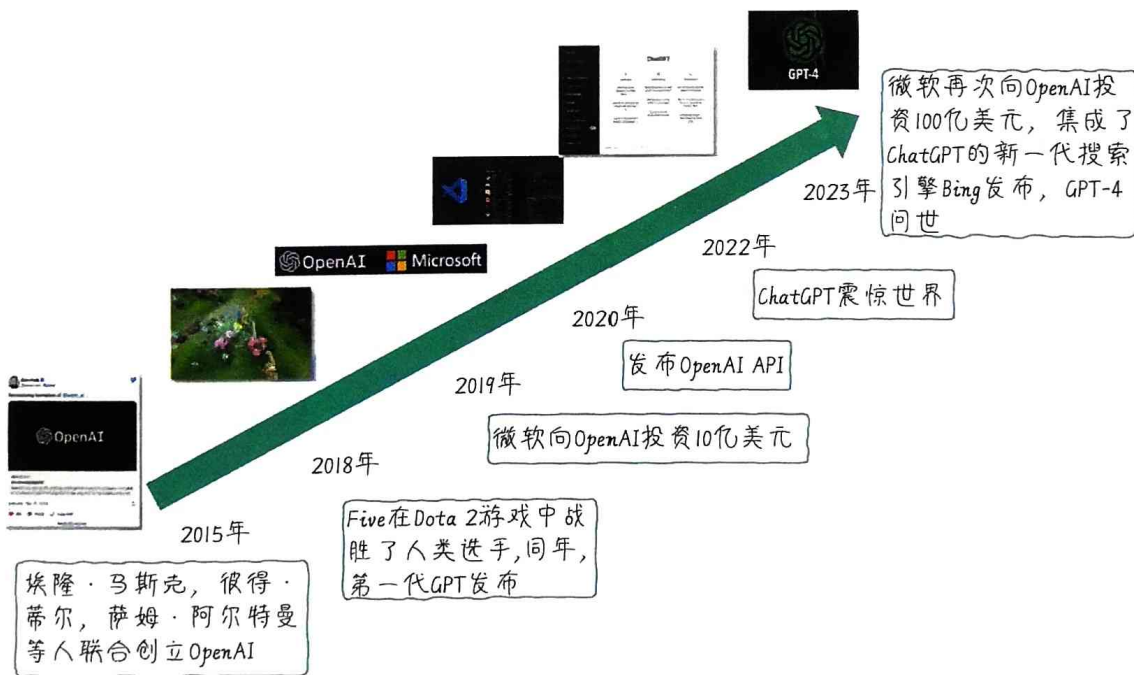 ChatGPT
GPT-4
OpenAI Microsoft
OpenAI
2015年
埃隆·马斯克，彼得·
蒂尔，萨姆·阿尔特曼
等人联合创立OpenAI
2018年
Five在Dota 2游戏中战
胜了人类选手,同年,
第一代GPT发布
2019年
微软向OpenAI投资10亿美元
2020年
发布OpenAI API
2022年
ChatGPT震惊世界
2023年
微软再次向OpenAI投
资100亿美元，集成了
ChatGPT的新一代搜索
引擎Bing发布，GPT-4
问世